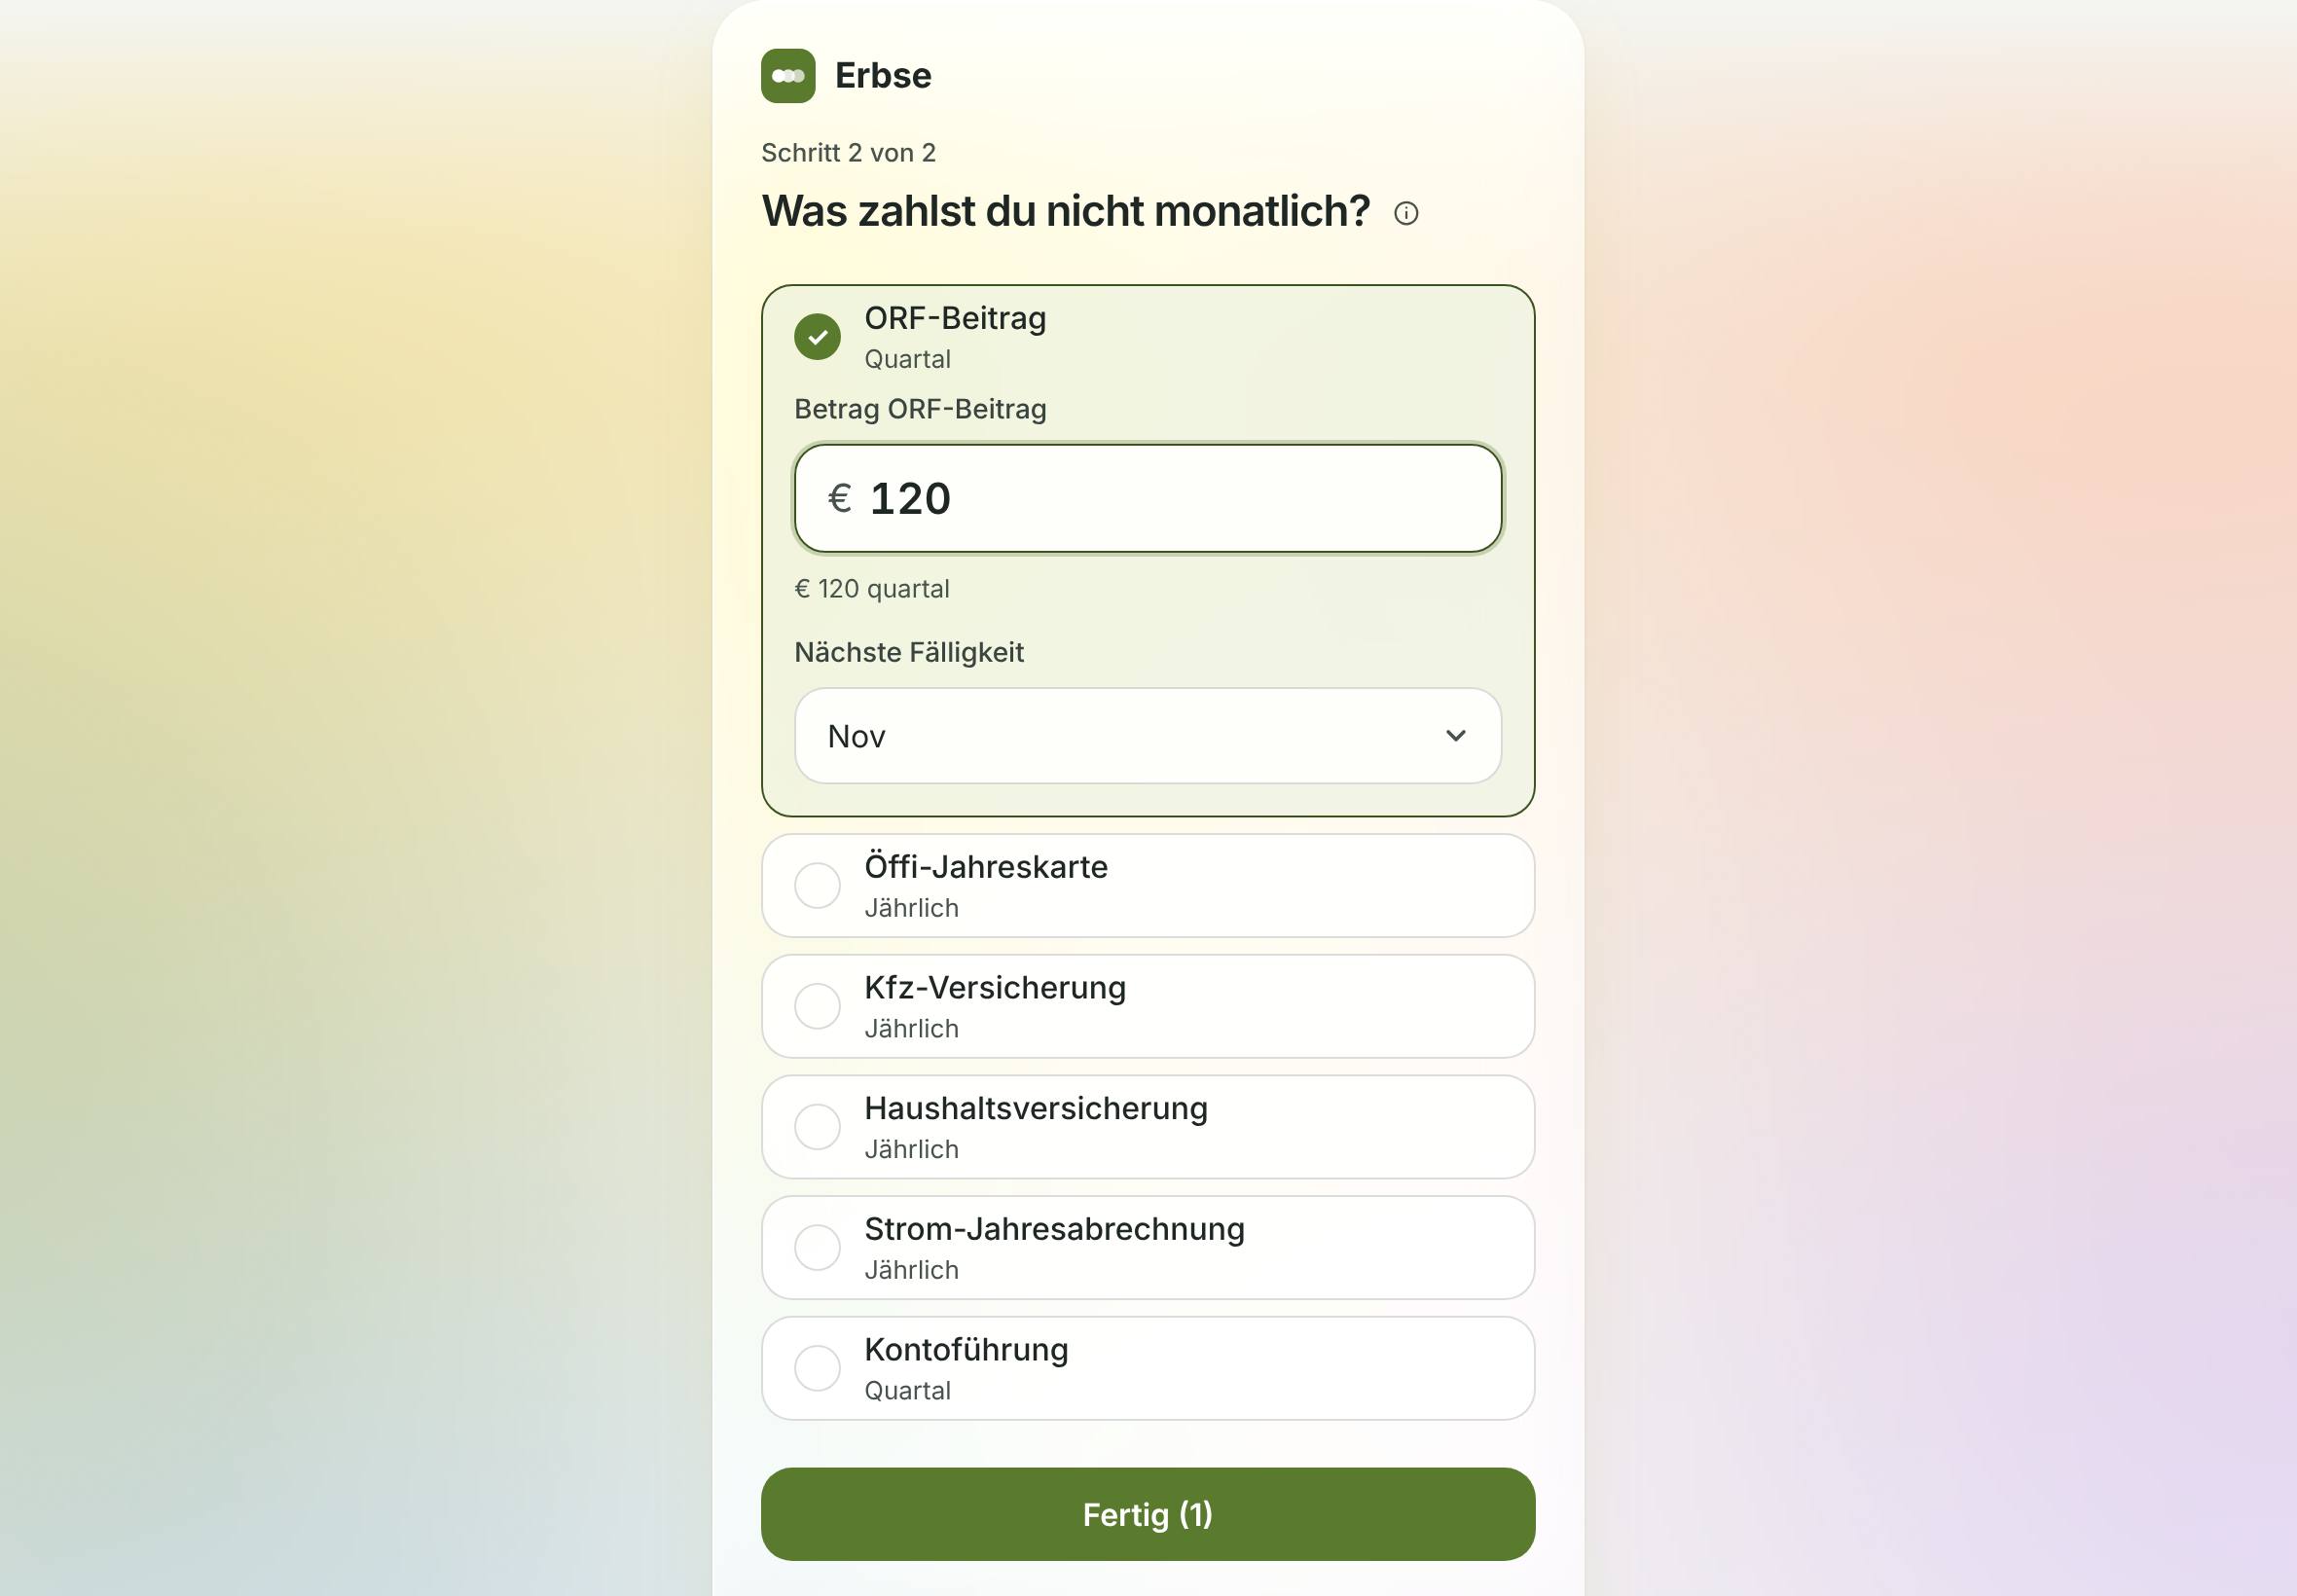 Erbse
Schritt 2 von 2
Was zahlst du nicht monatlich?
ORF-Beitrag
Quartal
Betrag ORF-Beitrag
€ 120
€ 120 quartal
Nächste Fälligkeit
Nov
Öffi-Jahreskarte
Jährlich
Kfz-Versicherung
Jährlich
Haushaltsversicherung
Jährlich
Strom-Jahresabrechnung
Jährlich
Kontoführung
Quartal
Fertig (1)